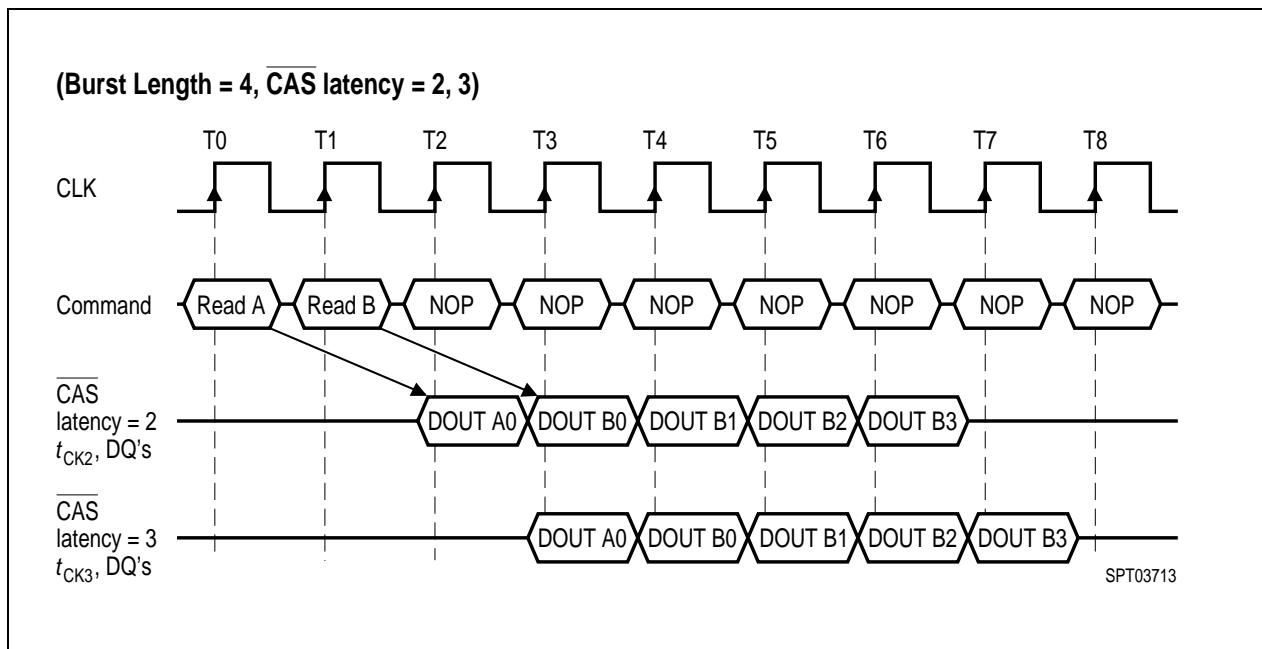 (Burst Length = 4, CAS latency = 2, 3)
T0 T1 T2 T3 T4 T5 T6 T7 T8
CLK
Command Read A Read B NOP NOP NOP NOP NOP NOP NOP
CAS
latency = 2
tCK2, DQ's
DOUT A0 DOUT B0 DOUT B1 DOUT B2 DOUT B3
CAS
latency = 3
tCK3, DQ's
DOUT A0 DOUT B0 DOUT B1 DOUT B2 DOUT B3
SPT03713